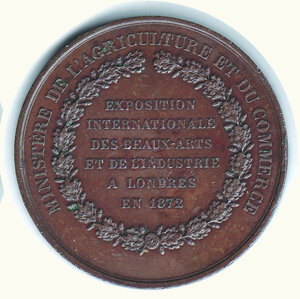 MINISTERE DE L'AGRICULTURE ET DU COMMERCE
EXPOSITION
INTERNATIONALE
DES BEAUX-ARTS
ET DE L'INDUSTRIE
A LONDRES
EN 1872